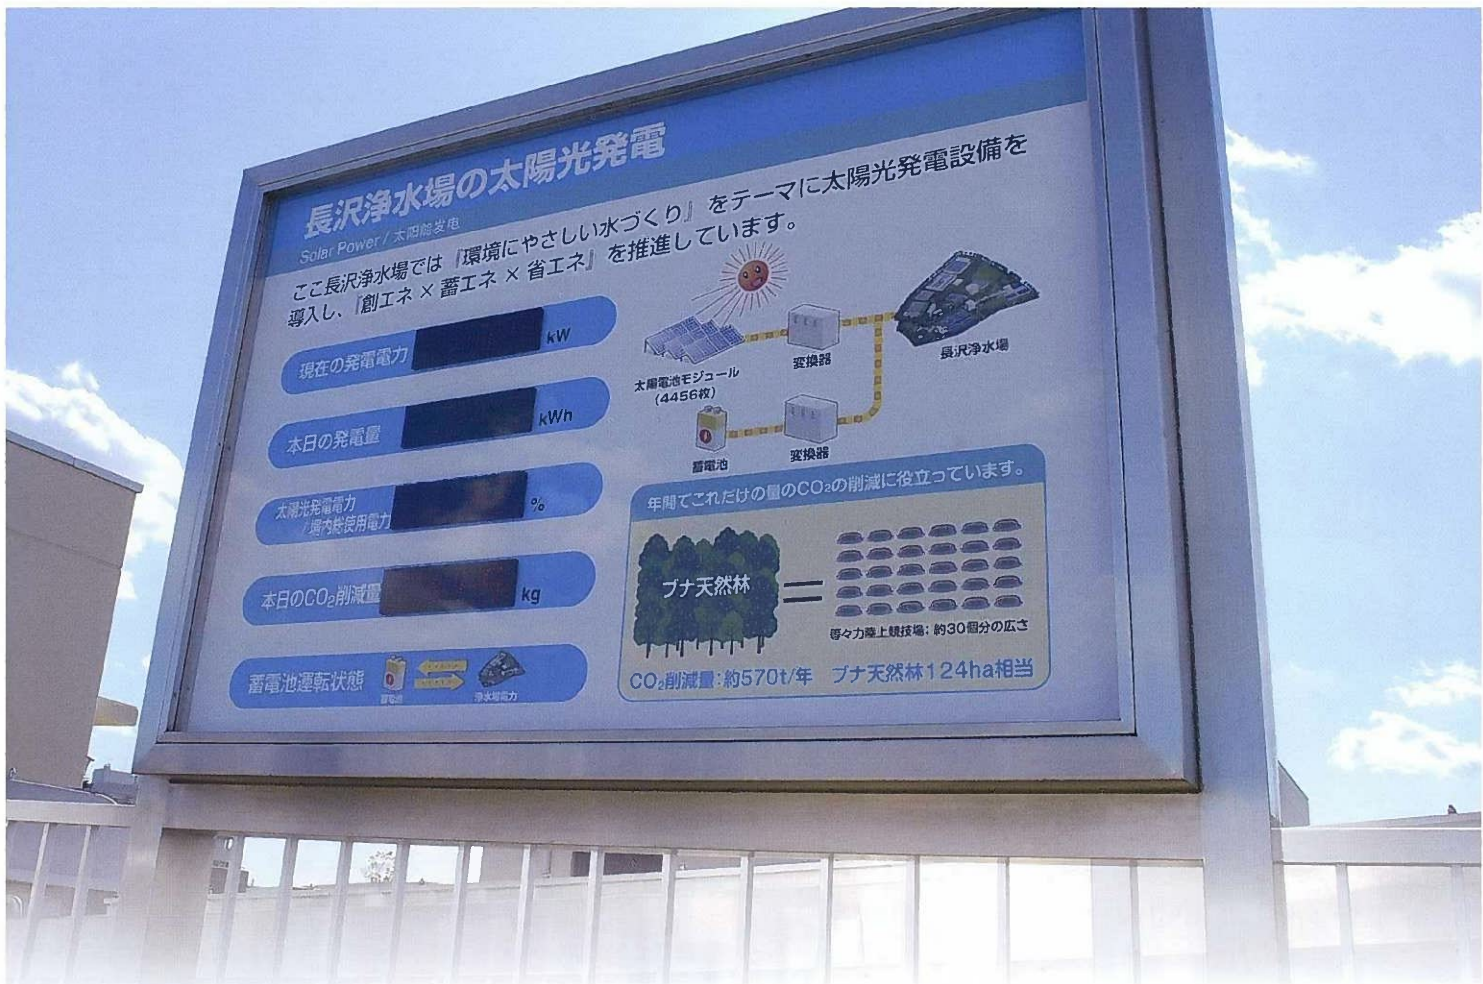 長沢浄水場の太陽光発電
Solar Power / 太阳能发电
ここ長沢浄水場では『環境にやさしい水づくり』をテーマに太陽光発電設備を
導入し、『創エネ × 蓄エネ × 省エネ』を推進しています。
現在の発電電力 kW
本日の発電量 kWh
太陽光発電電力
/場内総使用電力 %
本日のCO₂削減量 kg
蓄電池運転状態
蓄電池
浄水場電力
太陽電池モジュール
(4456枚)
変換器
長沢浄水場
蓄電池
変換器
年間でこれだけの量のCO₂の削減に役立っています。
ブナ天然林
=
等々力陸上競技場:約30個分の広さ
CO₂削減量:約570t/年 ブナ天然林124ha相当